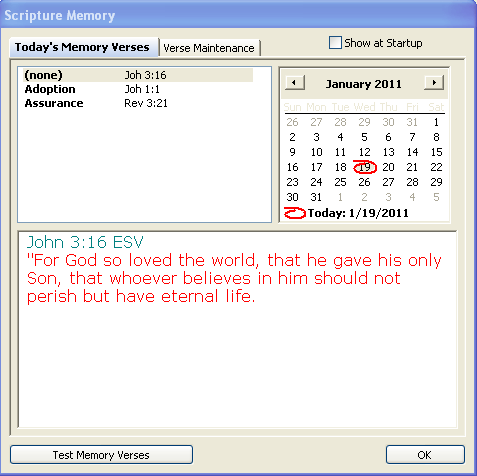 Scripture Memory
Today's Memory Verses Verse Maintenance Show at Startup
(none) Joh 3:16
Adoption Joh 1:1
Assurance Rev 3:21
January 2011
Sun Mon Tue Wed Thu Fri Sat
26 27 28 29 30 31 1
2 3 4 5 6 7 8
9 10 11 12 13 14 15
16 17 18 19 20 21 22
23 24 25 26 27 28 29
30 31 1 2 3 4 5
Today: 1/19/2011
John 3:16 ESV
"For God so loved the world, that he gave his only
Son, that whoever believes in him should not
perish but have eternal life.
Test Memory Verses OK